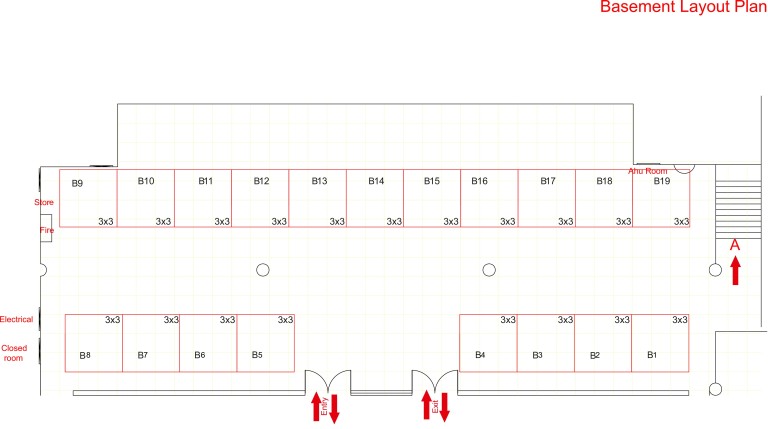 Basement Layout Plan
Ahu Room
B9
B10
B11
B12
B13
B14
B15
B16
B17
B18
B19
Store
3x3
3x3
3x3
3x3
3x3
3x3
3x3
3x3
3x3
3x3
3x3
Fire
A
Electrical
3x3
3x3
3x3
3x3
3x3
3x3
3x3
3x3
Closed
room
B8
B7
B6
B5
B4
B3
B2
B1
Entry
Exit